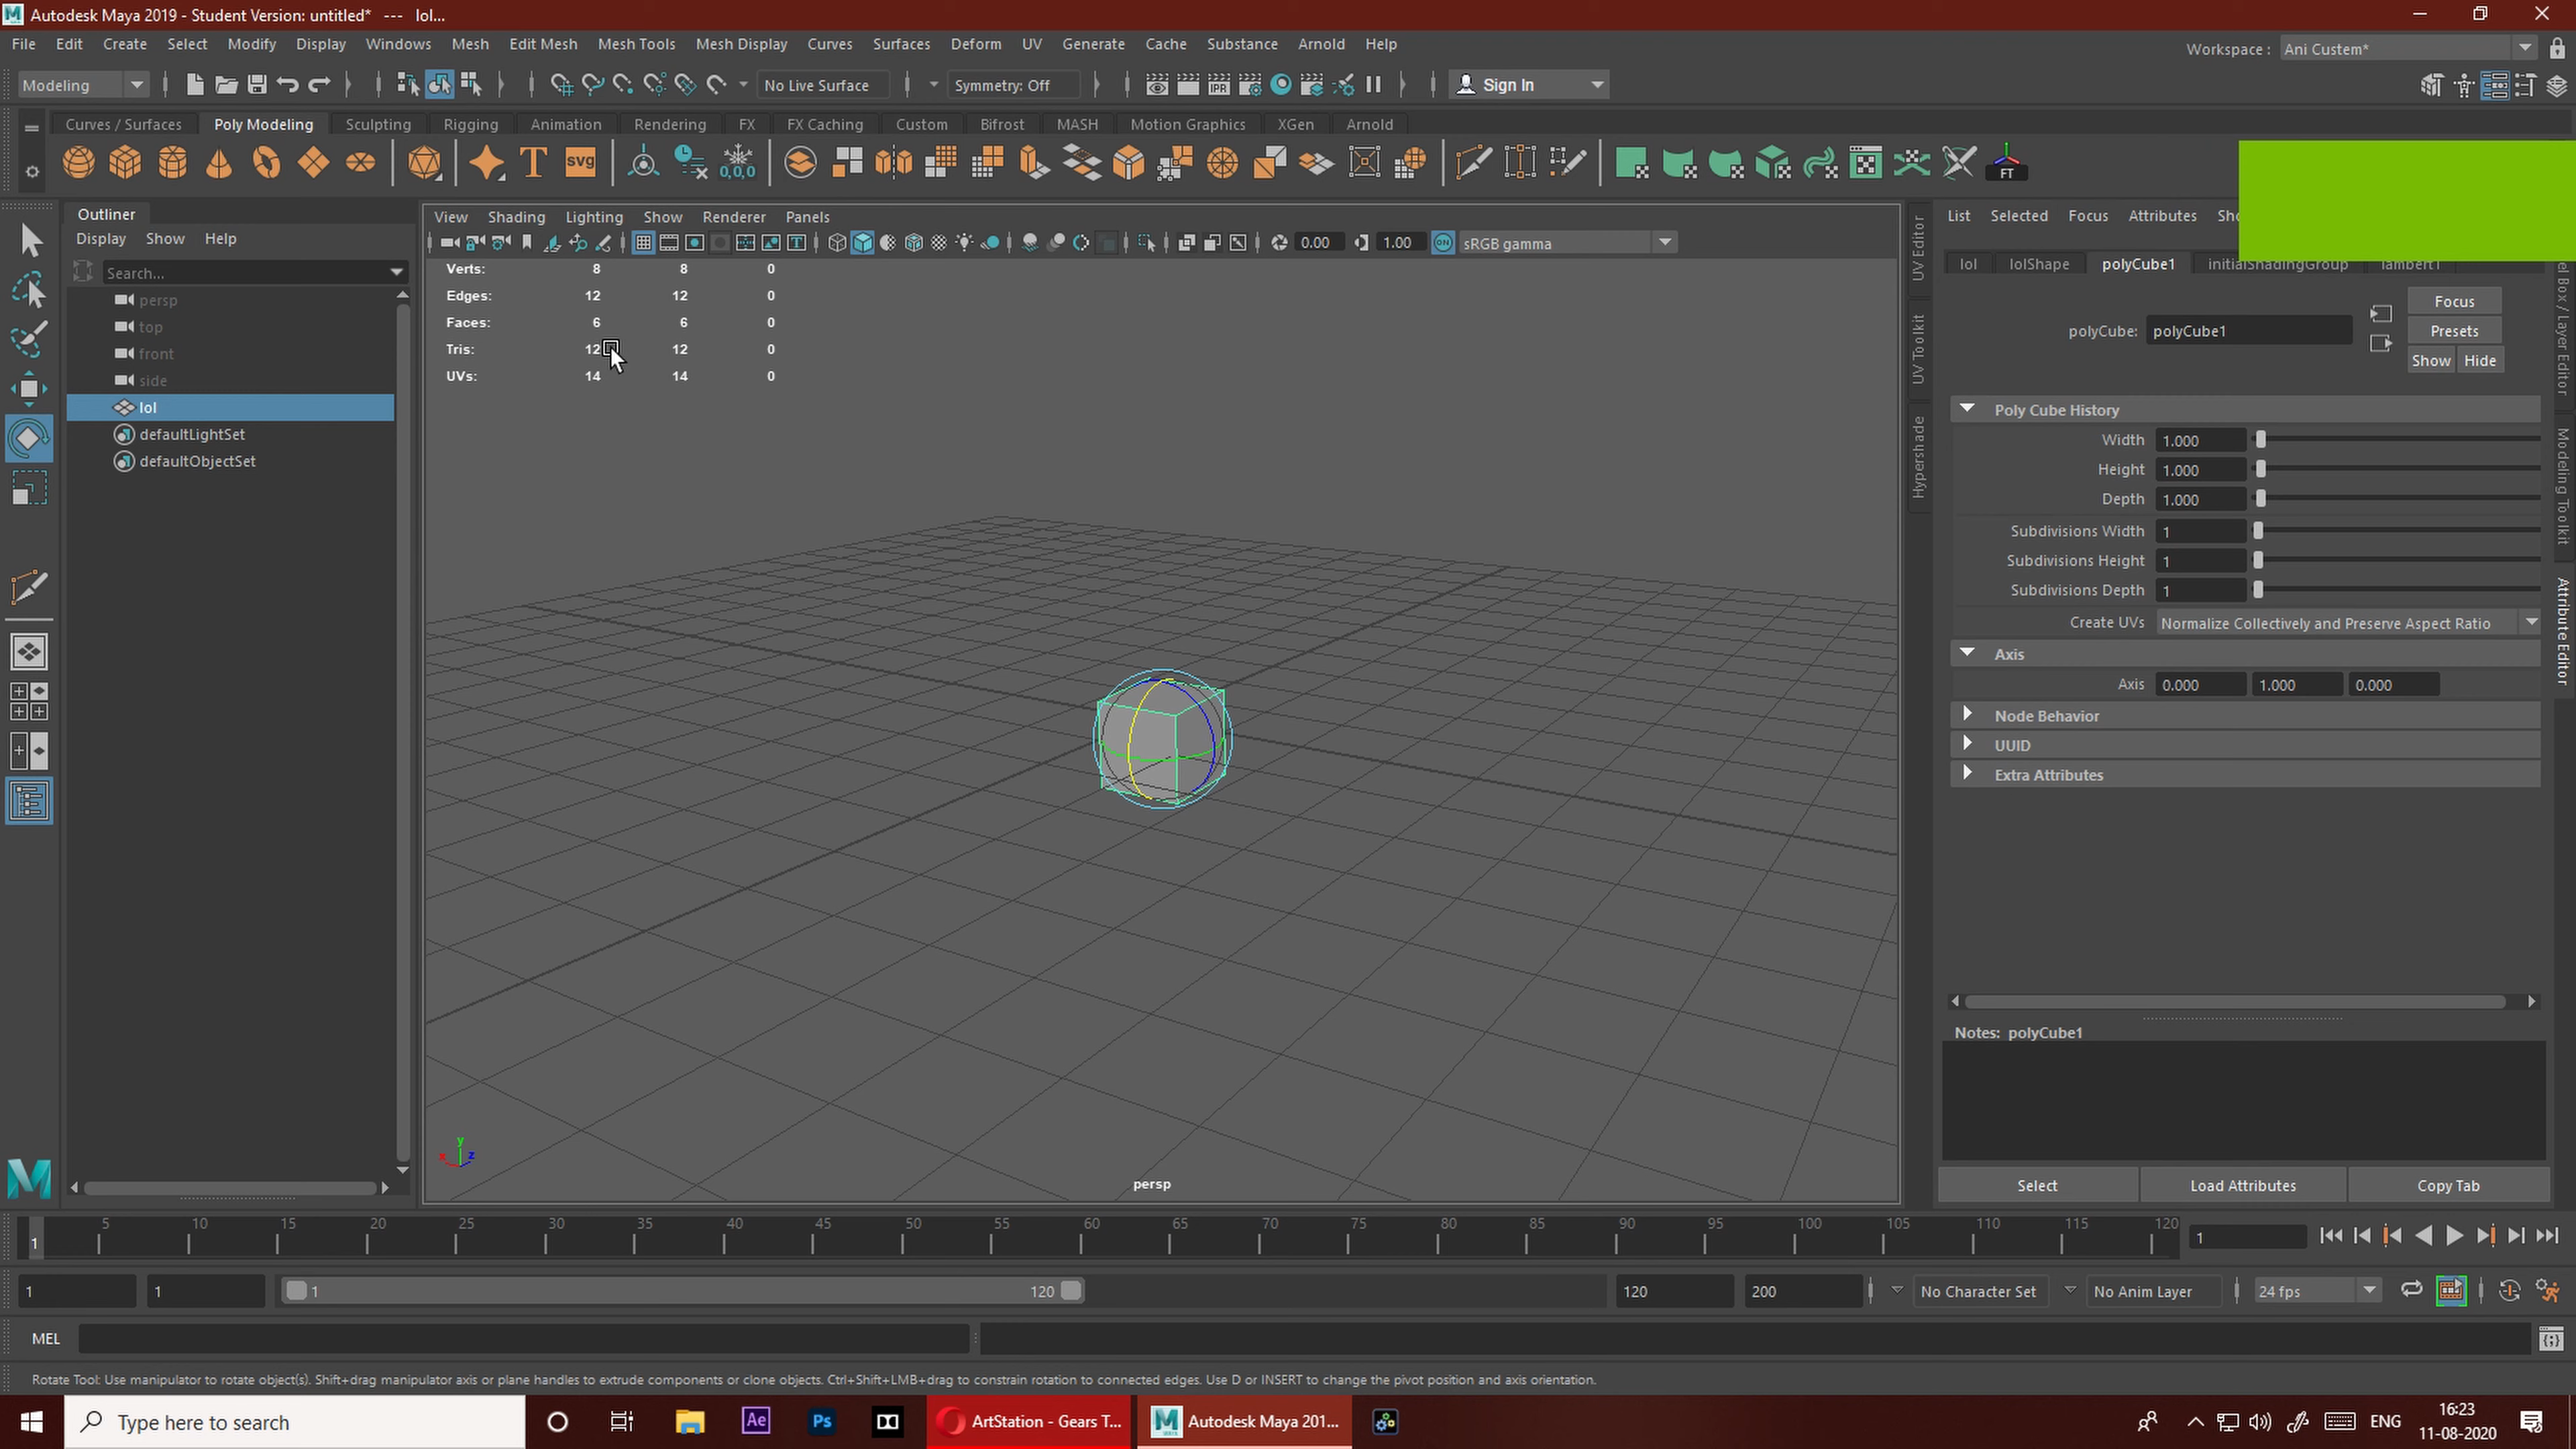 Autodesk Maya 2019 - Student Version: untitled* --- lol...
File Edit Create Select Modify Display Windows Mesh Edit Mesh Mesh Tools Mesh Display Curves Surfaces Deform UV Generate Cache Substance Arnold Help
Workspace : Ani Custem*
Modeling No Live Surface Symmetry: Off IPR Sign In
Curves / Surfaces Poly Modeling Sculpting Rigging Animation Rendering FX FX Caching Custom Bifrost MASH Motion Graphics XGen Arnold
T svg 0,0,0 FT
Outliner
Display Show Help
Search...
persp
top
front
side
lol
defaultLightSet
defaultObjectSet
View Shading Lighting Show Renderer Panels
0.00 1.00 ON sRGB gamma
Verts: 8 8 0
Edges: 12 12 0
Faces: 6 6 0
Tris: 12 12 0
UVs: 14 14 0
y
x z
persp
UV Editor
UV Toolkit
Hypershade
List Selected Focus Attributes
lol lolShape polyCube1 initialShadingGroup lambert1
polyCube: polyCube1
Focus
Presets
Show Hide
Poly Cube History
Width 1.000
Height 1.000
Depth 1.000
Subdivisions Width 1
Subdivisions Height 1
Subdivisions Depth 1
Create UVs Normalize Collectively and Preserve Aspect Ratio
Axis
Axis 0.000 1.000 0.000
Node Behavior
UUID
Extra Attributes
Notes: polyCube1
Select Load Attributes Copy Tab
Box / Layer Editor
Modeling Toolkit
Attribute Editor
1 5 10 15 20 25 30 35 40 45 50 55 60 65 70 75 80 85 90 95 100 105 110 115 120 1
1 1 1 120 120 200 No Character Set No Anim Layer 24 fps
MEL
Rotate Tool: Use manipulator to rotate object(s). Shift+drag manipulator axis or plane handles to extrude components or clone objects. Ctrl+Shift+LMB+drag to constrain rotation to connected edges. Use D or INSERT to change the pivot position and axis orientation.
Type here to search Ae Ps ArtStation - Gears T... Autodesk Maya 201... ENG
16:23
11-08-2020